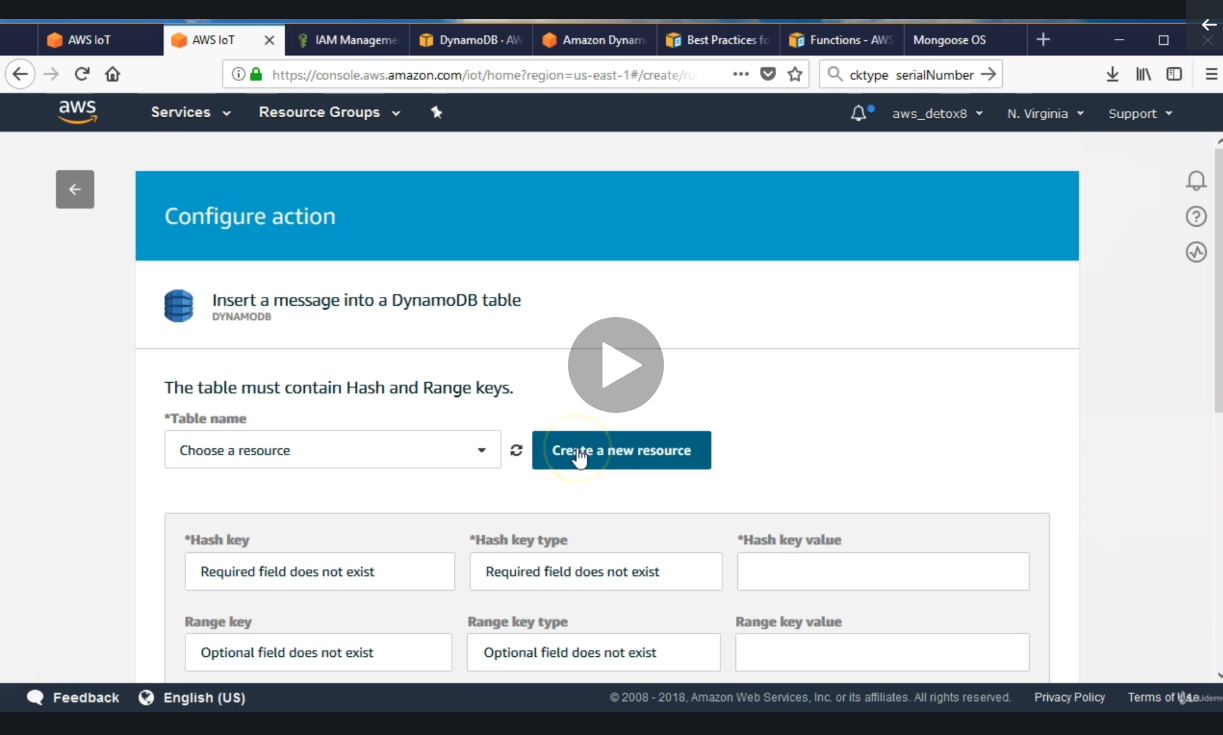 AWS IoT
AWS IoT
IAM Manageme
DynamoDB - AW
Amazon Dynam
Best Practices fo
Functions - AWS
Mongoose OS
https://console.aws.amazon.com/iot/home?region=us-east-1#/create/ru
cktype serialNumber
aws
Services
Resource Groups
aws_detox8
N. Virginia
Support
Configure action
Insert a message into a DynamoDB table
DYNAMODB
The table must contain Hash and Range keys.
*Table name
Choose a resource
Create a new resource
*Hash key
*Hash key type
*Hash key value
Required field does not exist
Required field does not exist
Range key
Range key type
Range key value
Optional field does not exist
Optional field does not exist
Feedback
English (US)
© 2008 - 2018, Amazon Web Services, Inc. or its affiliates. All rights reserved.
Privacy Policy
Terms of Use